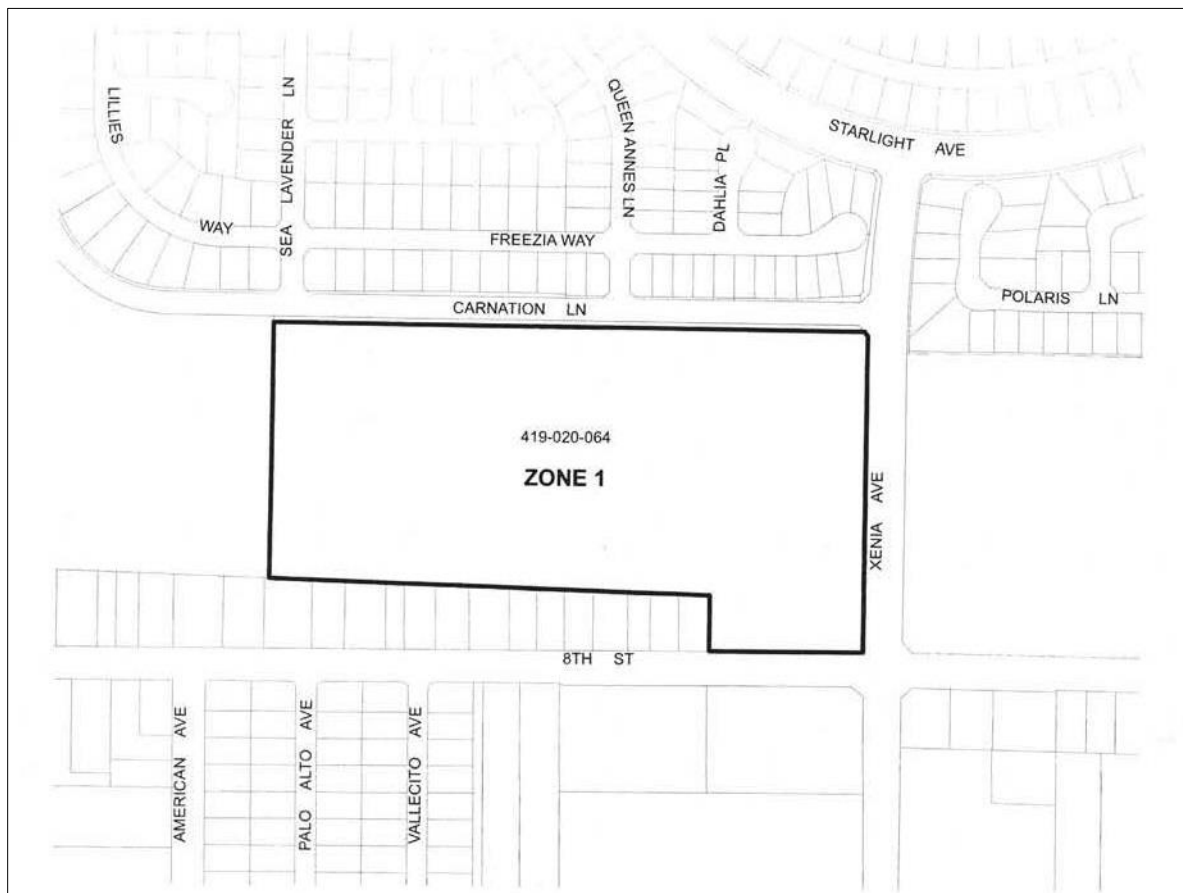 LILLIES
WAY
SEA LAVENDER LN
QUEEN ANNES LN
DAHLIA PL
STARLIGHT AVE
FREEZIA WAY
CARNATION LN
POLARIS LN
419-020-064
ZONE 1
XENIA AVE
8TH ST
AMERICAN AVE
PALO ALTO AVE
VALLECITO AVE